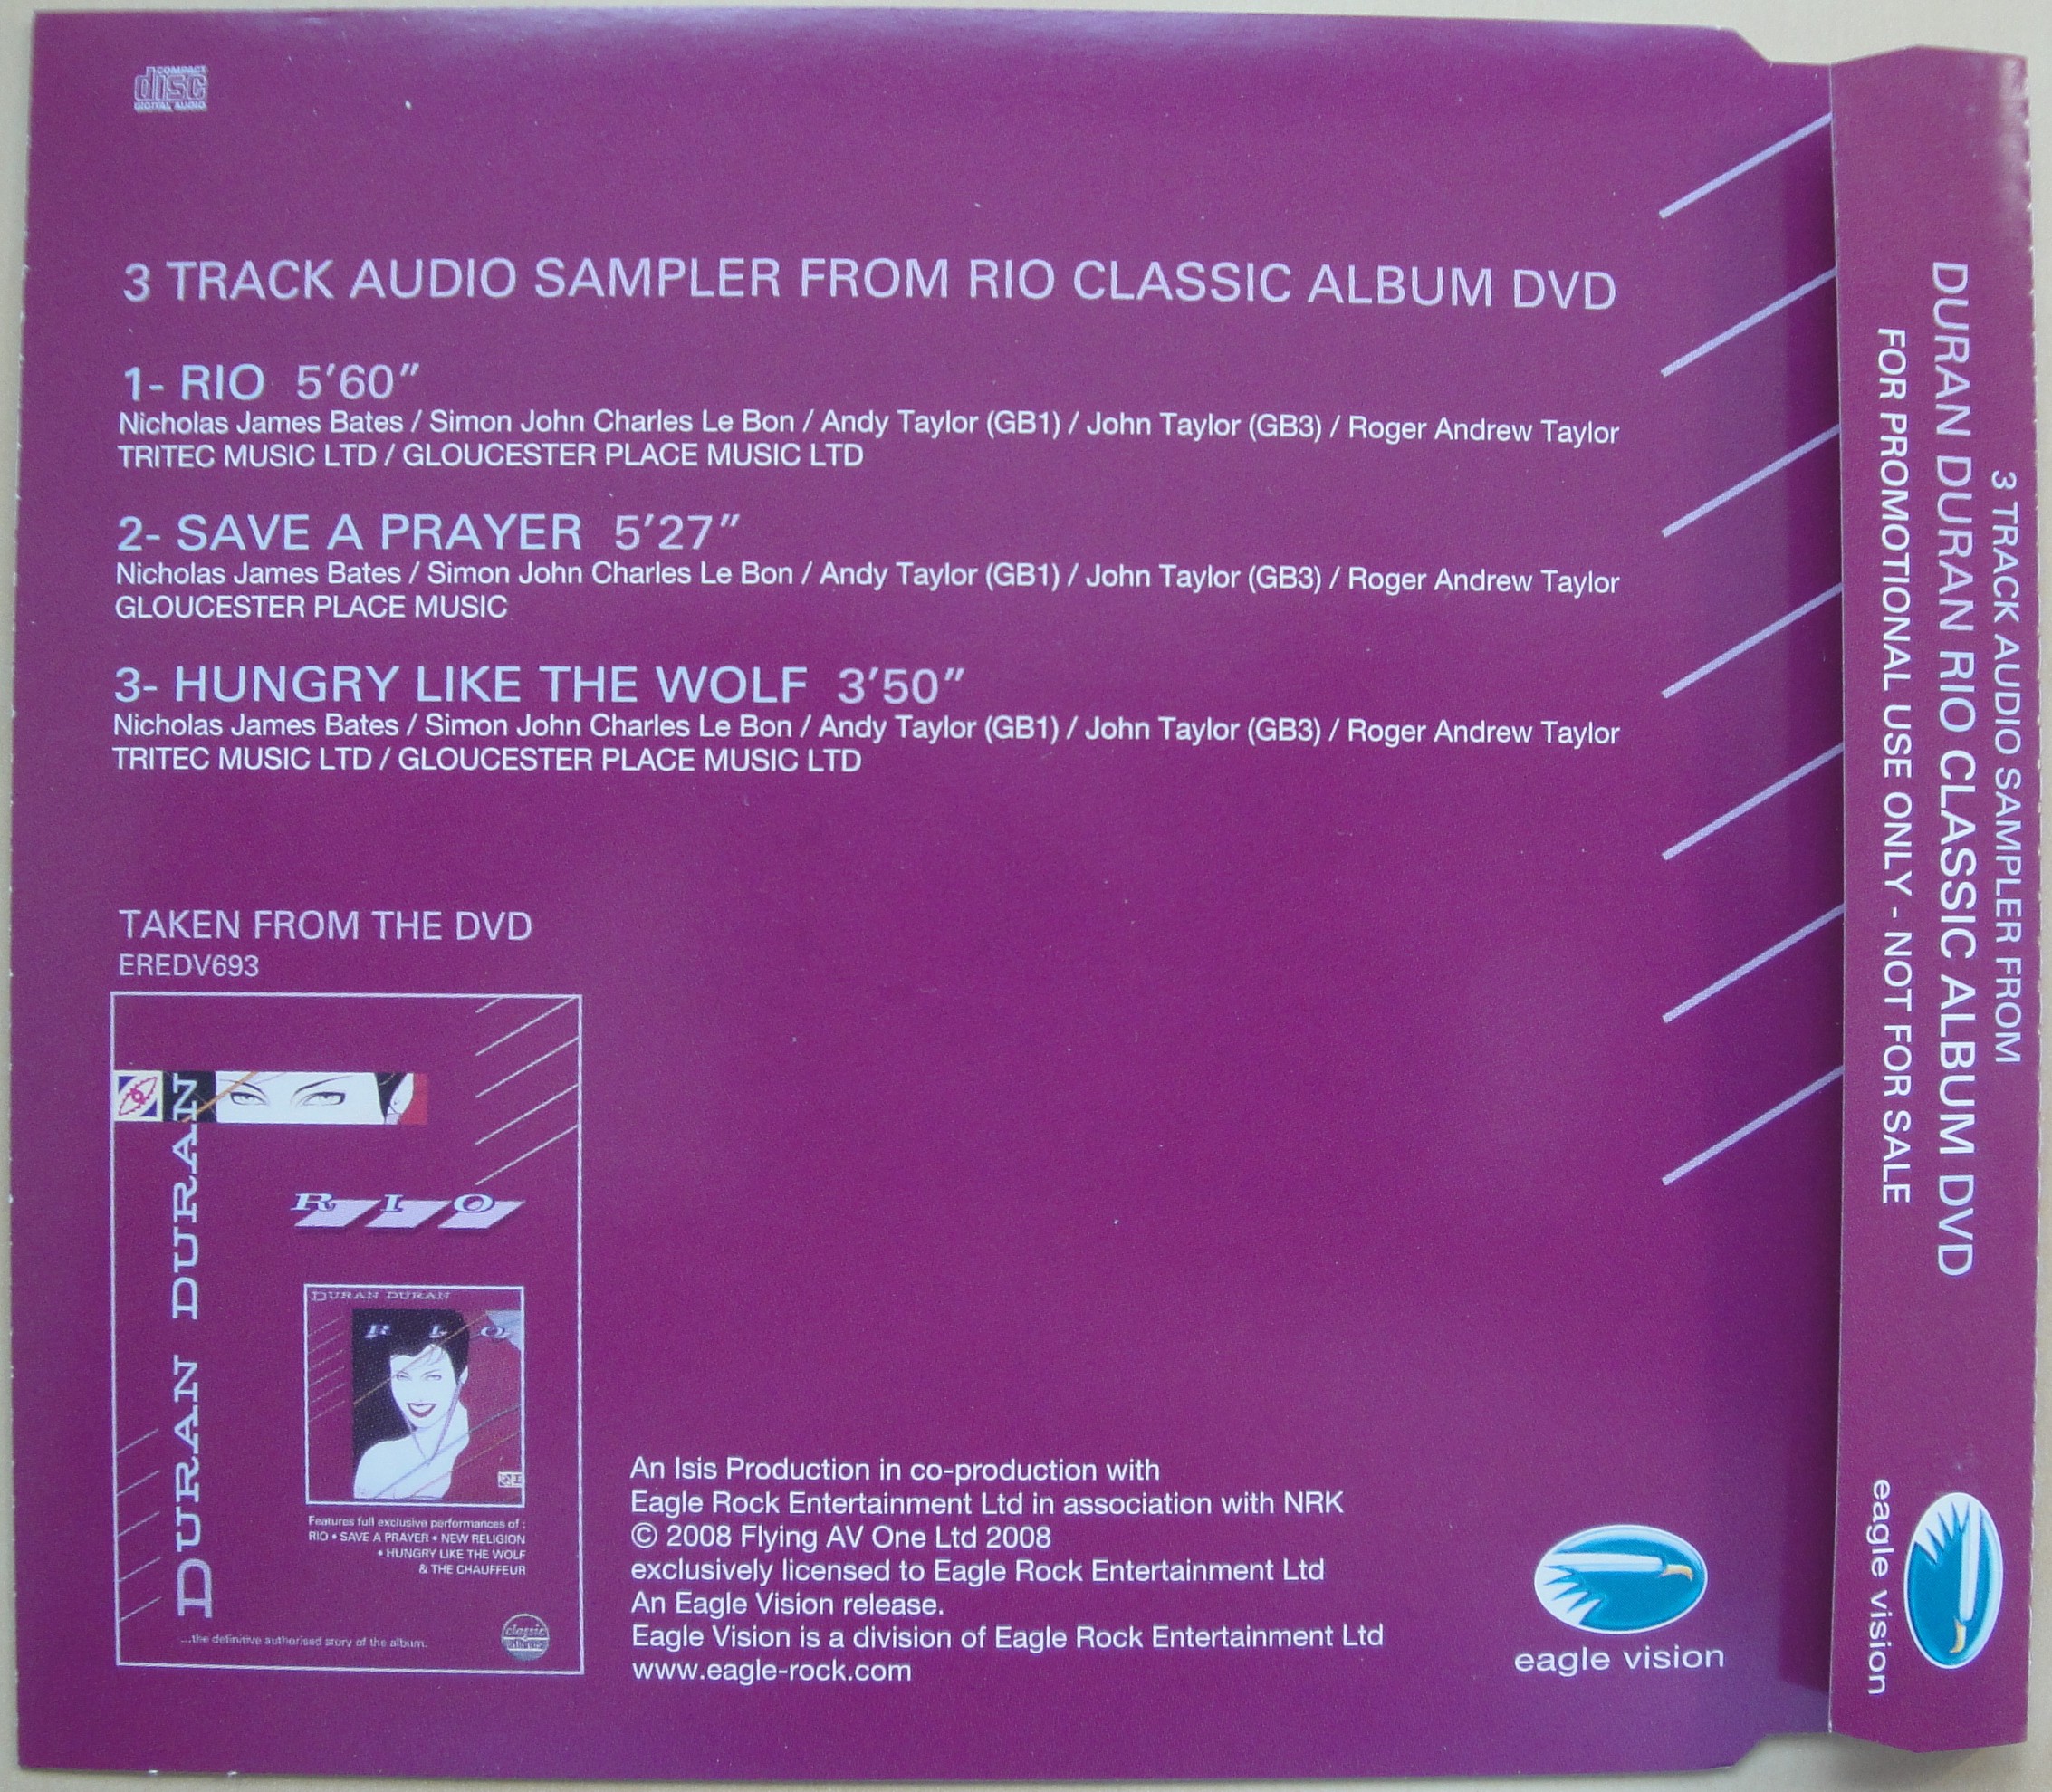 COMPACT
disc
DIGITAL AUDIO
3 TRACK AUDIO SAMPLER FROM RIO CLASSIC ALBUM DVD
1- RIO 5'60"
Nicholas James Bates / Simon John Charles Le Bon / Andy Taylor (GB1) / John Taylor (GB3) / Roger Andrew Taylor
TRITEC MUSIC LTD / GLOUCESTER PLACE MUSIC LTD
2- SAVE A PRAYER 5'27"
Nicholas James Bates / Simon John Charles Le Bon / Andy Taylor (GB1) / John Taylor (GB3) / Roger Andrew Taylor
GLOUCESTER PLACE MUSIC
3- HUNGRY LIKE THE WOLF 3'50"
Nicholas James Bates / Simon John Charles Le Bon / Andy Taylor (GB1) / John Taylor (GB3) / Roger Andrew Taylor
TRITEC MUSIC LTD / GLOUCESTER PLACE MUSIC LTD
TAKEN FROM THE DVD
EREDV693
DURAN DURAN
RIO
DURAN DURAN
RIO
Features full exclusive performances of :
RIO • SAVE A PRAYER • NEW RELIGION
• HUNGRY LIKE THE WOLF
& THE CHAUFFEUR
...the definitive authorised story of the album.
classic
albums
An Isis Production in co-production with
Eagle Rock Entertainment Ltd in association with NRK
© 2008 Flying AV One Ltd 2008
exclusively licensed to Eagle Rock Entertainment Ltd
An Eagle Vision release.
Eagle Vision is a division of Eagle Rock Entertainment Ltd
www.eagle-rock.com
eagle vision
3 TRACK AUDIO SAMPLER FROM
DURAN DURAN RIO CLASSIC ALBUM DVD
FOR PROMOTIONAL USE ONLY - NOT FOR SALE
eagle vision